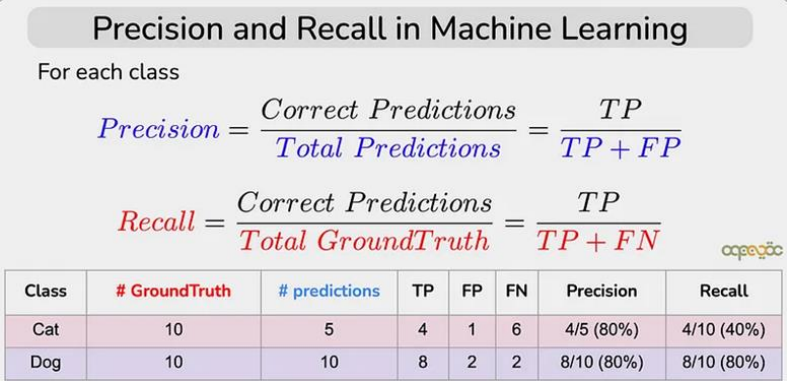 Precision and Recall in Machine Learning
For each class
Precision = Correct Predictions / Total Predictions = TP / TP + FP
Recall = Correct Predictions / Total GroundTruth = TP / TP + FN
Class # GroundTruth # predictions TP FP FN Precision Recall
Cat 10 5 4 1 6 4/5 (80%) 4/10 (40%)
Dog 10 10 8 2 2 8/10 (80%) 8/10 (80%)